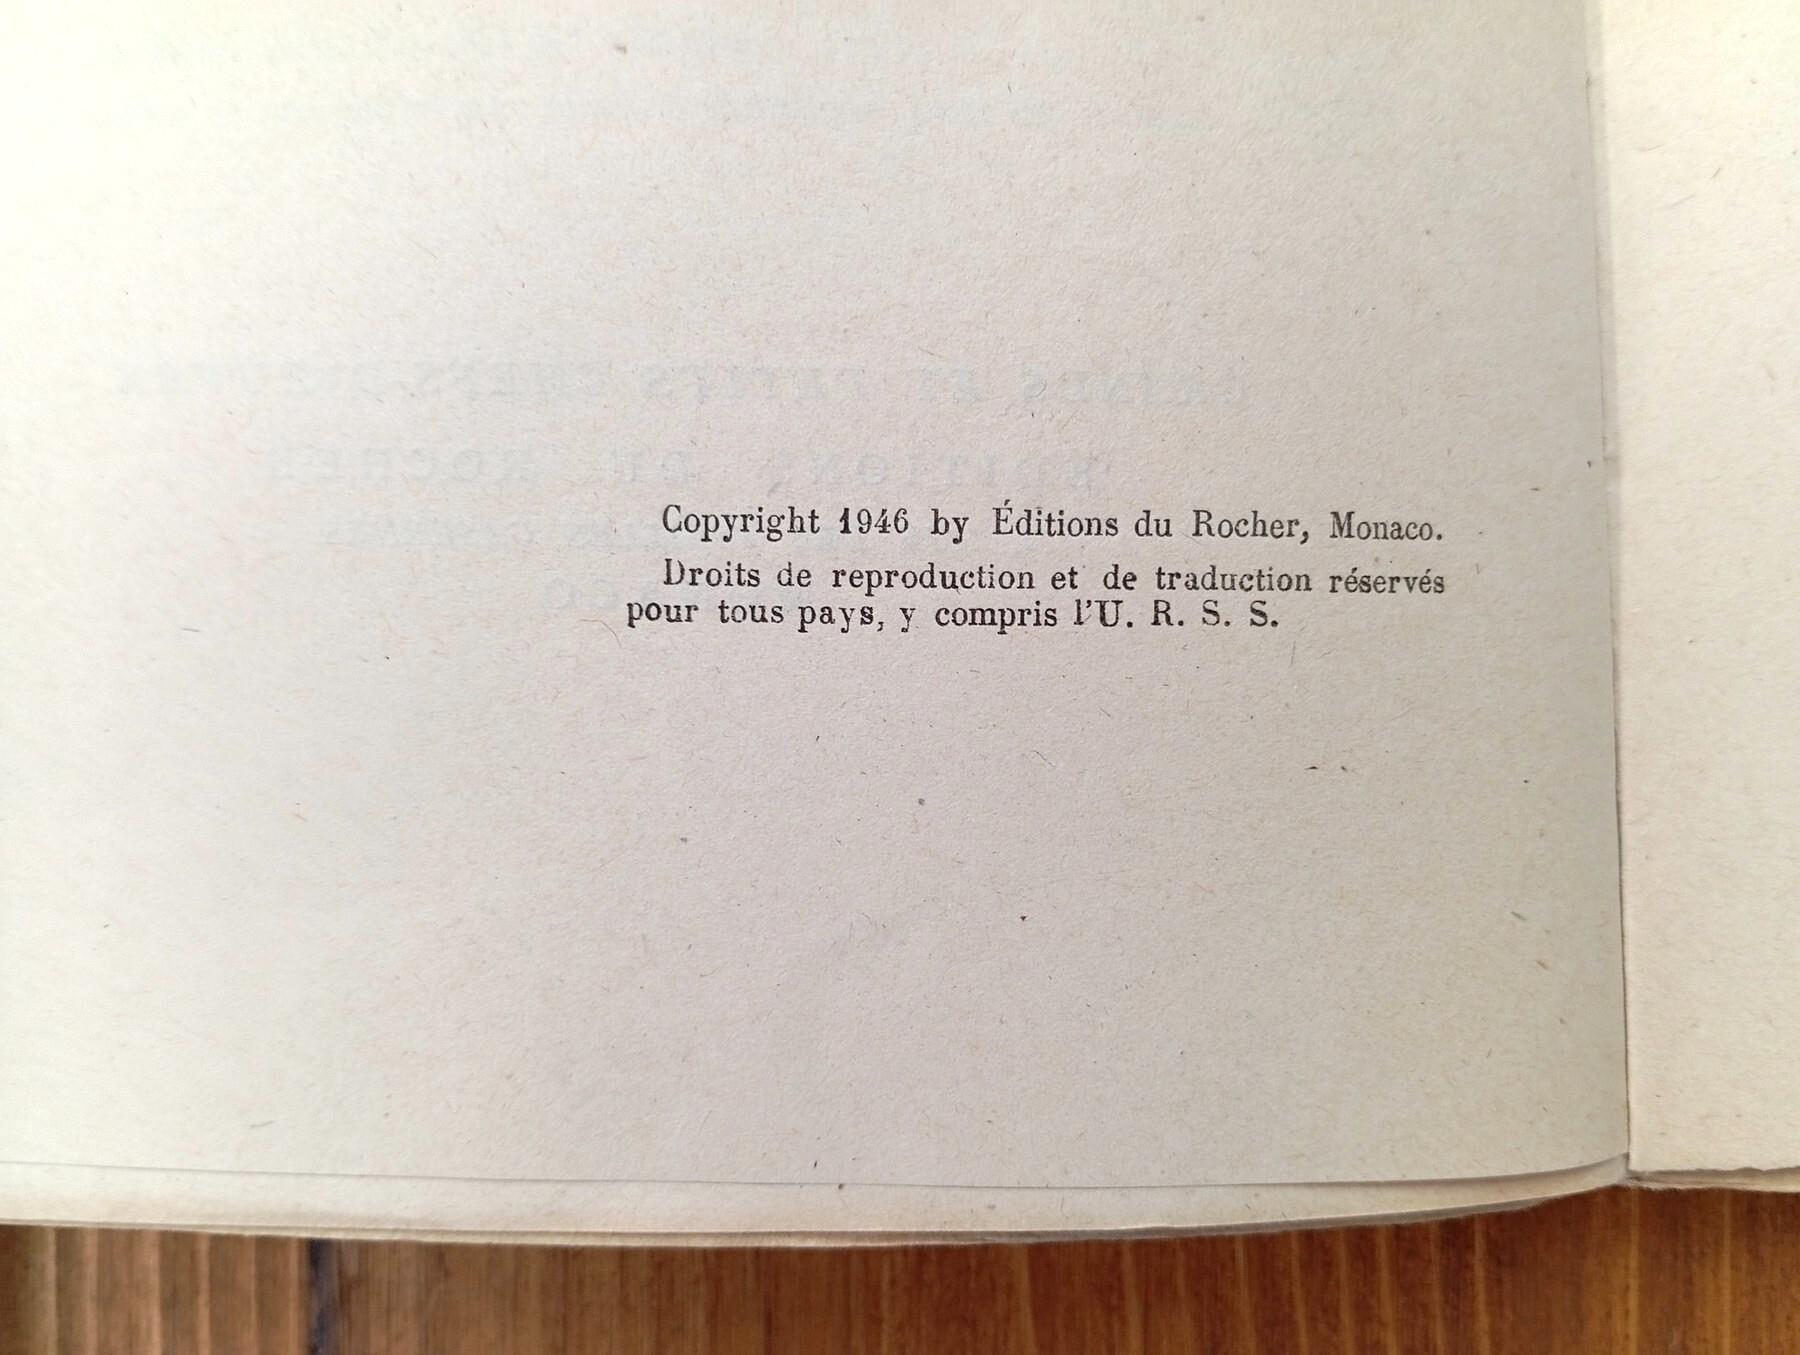 Copyright 1946 by Éditions du Rocher, Monaco.
Droits de reproduction et de traduction réservés
pour tous pays, y compris l'U. R. S. S.